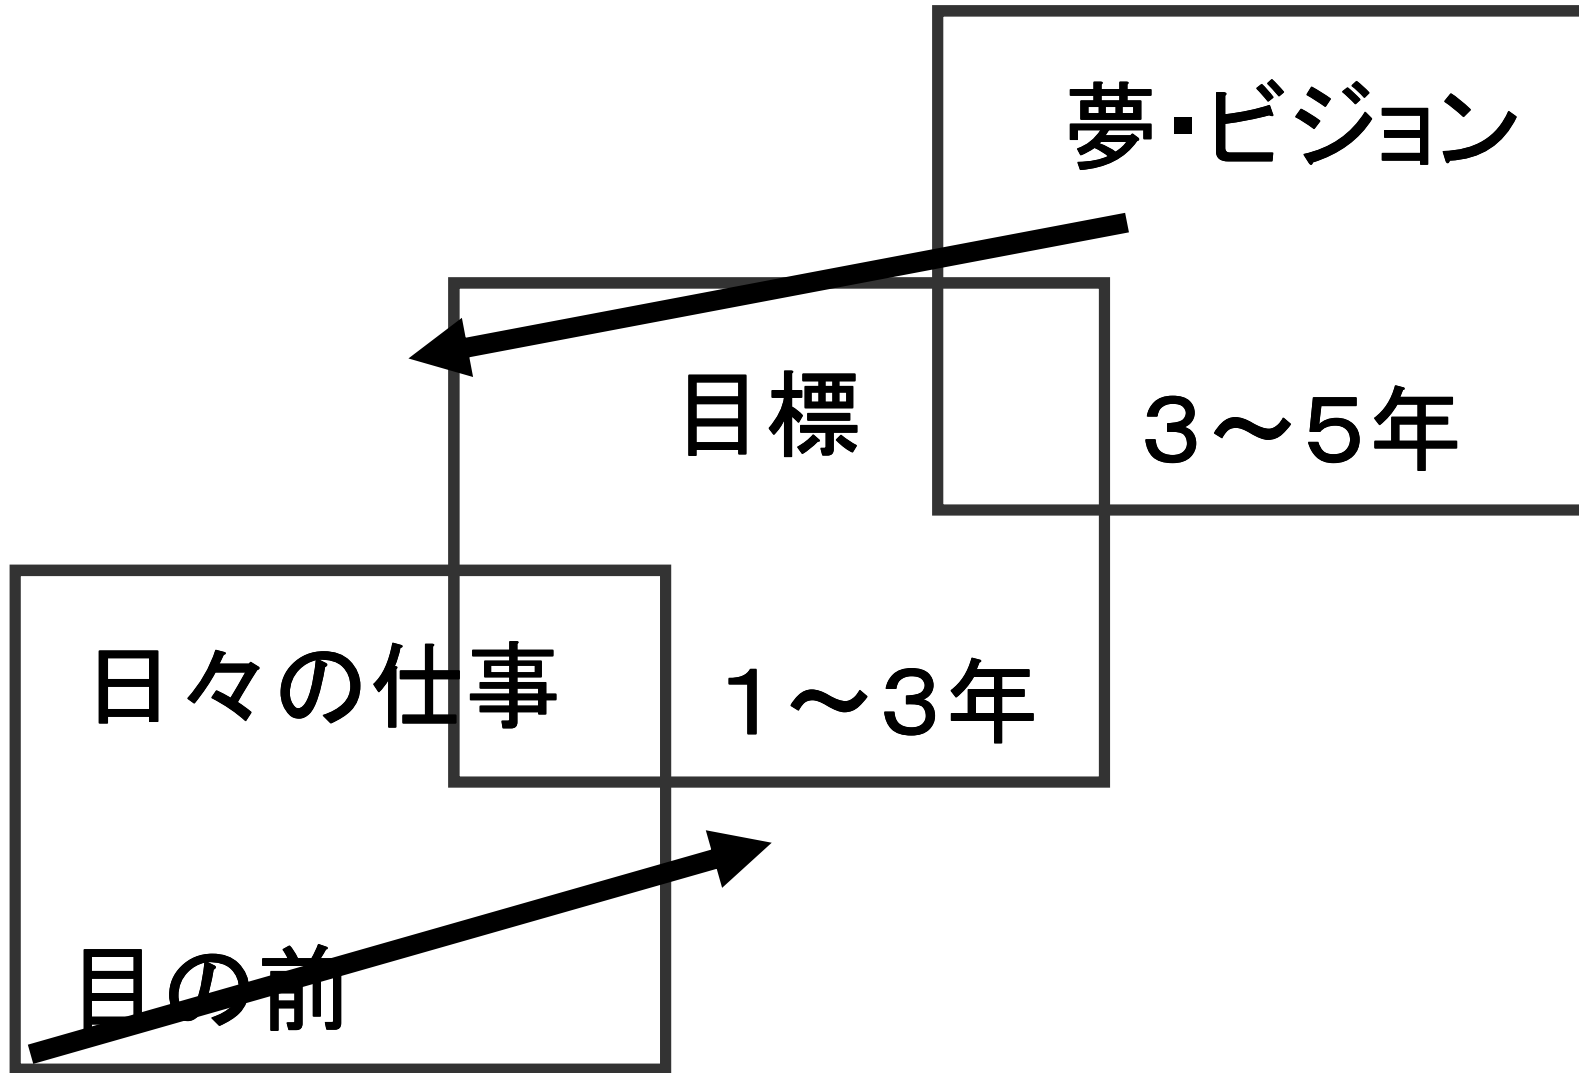 夢・ビジョン
目標
３～５年
日々の仕事
１～３年
目の前